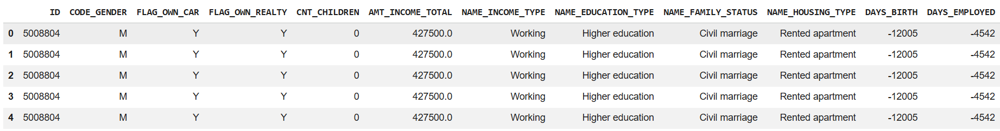 ID CODE_GENDER FLAG_OWN_CAR FLAG_OWN_REALTY CNT_CHILDREN AMT_INCOME_TOTAL NAME_INCOME_TYPE NAME_EDUCATION_TYPE NAME_FAMILY_STATUS NAME_HOUSING_TYPE DAYS_BIRTH DAYS_EMPLOYED
0 5008804 M Y Y 0 427500.0 Working Higher education Civil marriage Rented apartment -12005 -4542
1 5008804 M Y Y 0 427500.0 Working Higher education Civil marriage Rented apartment -12005 -4542
2 5008804 M Y Y 0 427500.0 Working Higher education Civil marriage Rented apartment -12005 -4542
3 5008804 M Y Y 0 427500.0 Working Higher education Civil marriage Rented apartment -12005 -4542
4 5008804 M Y Y 0 427500.0 Working Higher education Civil marriage Rented apartment -12005 -4542